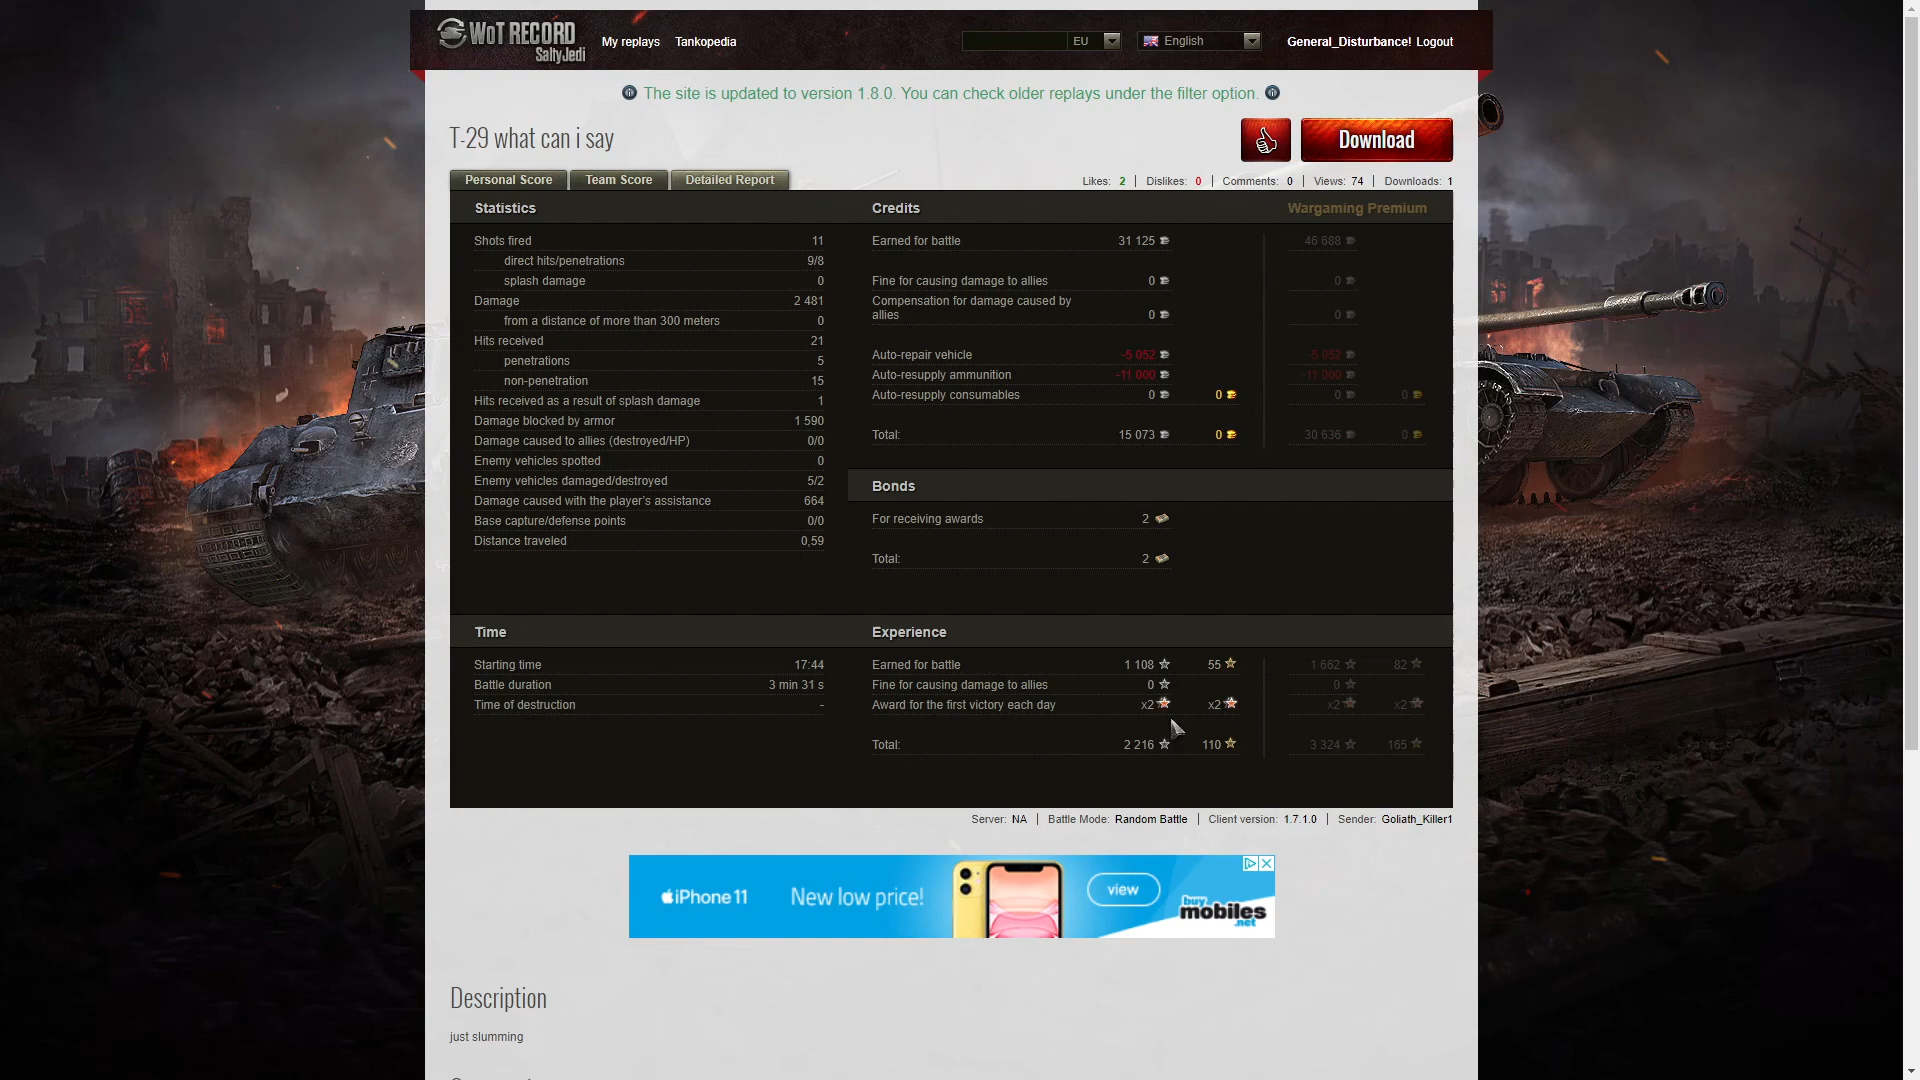 WoT RECORD
SaltyJedi
My replays Tankopedia
EU English
General_Disturbance! Logout
The site is updated to version 1.8.0. You can check older replays under the filter option.
T-29 what can i say
Download
Personal Score Team Score Detailed Report
Likes: 2 | Dislikes: 0 | Comments: 0 | Views: 74 | Downloads: 1
Statistics
Shots fired 11
direct hits/penetrations 9/8
splash damage 0
Damage 2 481
from a distance of more than 300 meters 0
Hits received 21
penetrations 5
non-penetration 15
Hits received as a result of splash damage 1
Damage blocked by armor 1 590
Damage caused to allies (destroyed/HP) 0/0
Enemy vehicles spotted 0
Enemy vehicles damaged/destroyed 5/2
Damage caused with the player's assistance 664
Base capture/defense points 0/0
Distance traveled 0,59
Credits Wargaming Premium
Earned for battle 31 125 46 688
Fine for causing damage to allies 0 0
Compensation for damage caused by
allies 0 0
Auto-repair vehicle -5 052 -5 052
Auto-resupply ammunition -11 000 -11 000
Auto-resupply consumables 0 0 0 0
Total: 15 073 0 30 636 0
Bonds
For receiving awards 2
Total: 2
Time
Starting time 17:44
Battle duration 3 min 31 s
Time of destruction -
Experience
Earned for battle 1 108 55 1 662 82
Fine for causing damage to allies 0 0
Award for the first victory each day x2 x2 x2 x2
Total: 2 216 110 3 324 165
Server: NA | Battle Mode: Random Battle | Client version: 1.7.1.0 | Sender: Goliath_Killer1
iPhone 11 New low price! view buy
mobiles
.net
Description
just slumming